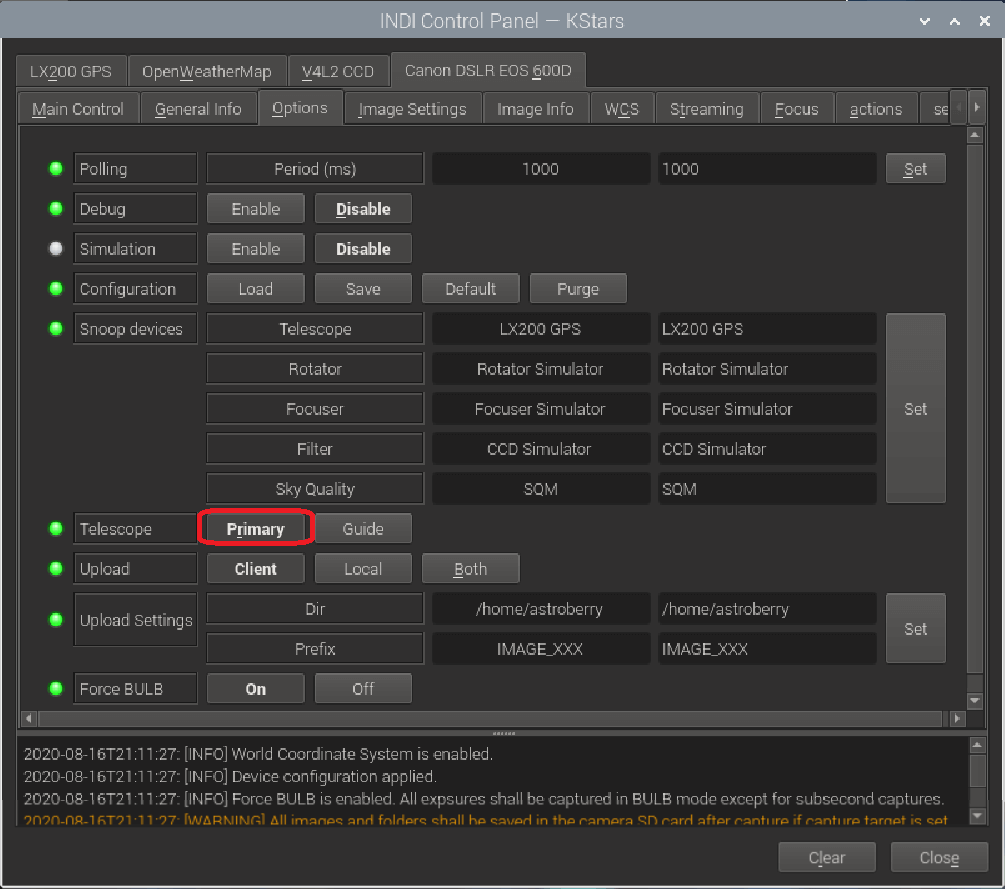 INDI Control Panel — KStars
LX200 GPS OpenWeatherMap V4L2 CCD Canon DSLR EOS 600D
Main Control General Info Options Image Settings Image Info WCS Streaming Focus actions se
Polling Period (ms) 1000 1000 Set
Debug Enable Disable
Simulation Enable Disable
Configuration Load Save Default Purge
Snoop devices Telescope LX200 GPS LX200 GPS
Rotator Rotator Simulator Rotator Simulator
Focuser Focuser Simulator Focuser Simulator Set
Filter CCD Simulator CCD Simulator
Sky Quality SQM SQM
Telescope Primary Guide
Upload Client Local Both
Upload Settings Dir /home/astroberry /home/astroberry Set
Prefix IMAGE_XXX IMAGE_XXX
Force BULB On Off
2020-08-16T21:11:27: [INFO] World Coordinate System is enabled.
2020-08-16T21:11:27: [INFO] Device configuration applied.
2020-08-16T21:11:27: [INFO] Force BULB is enabled. All expsures shall be captured in BULB mode except for subsecond captures.
2020-08-16T21:11:27: [WARNING] All images and folders shall be saved in the camera SD card after capture if capture target is set
Clear Close